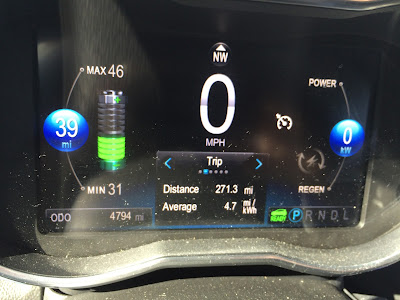 NW
MAX 46
POWER
0
MPH
39
mi
0
kW
Trip
Distance 271.3 mi
Average 4.7 mi/kWh
MIN 31
REGEN
ODO 4794 mi
READY P R N D L